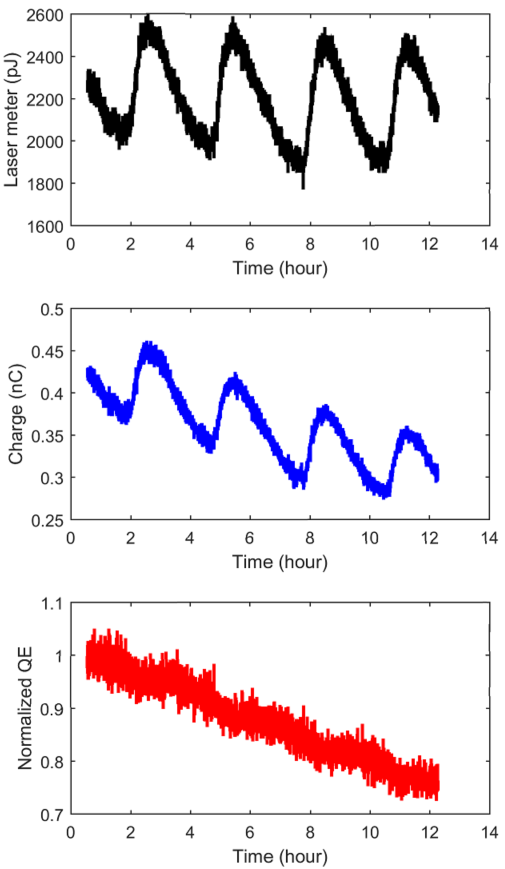 Laser meter (pJ)
2600
2400
2200
2000
1800
1600
0 2 4 6 8 10 12 14
Time (hour)
Charge (nC)
0.5
0.45
0.4
0.35
0.3
0.25
0 2 4 6 8 10 12 14
Time (hour)
Normalized QE
1.1
1
0.9
0.8
0.7
0 2 4 6 8 10 12 14
Time (hour)